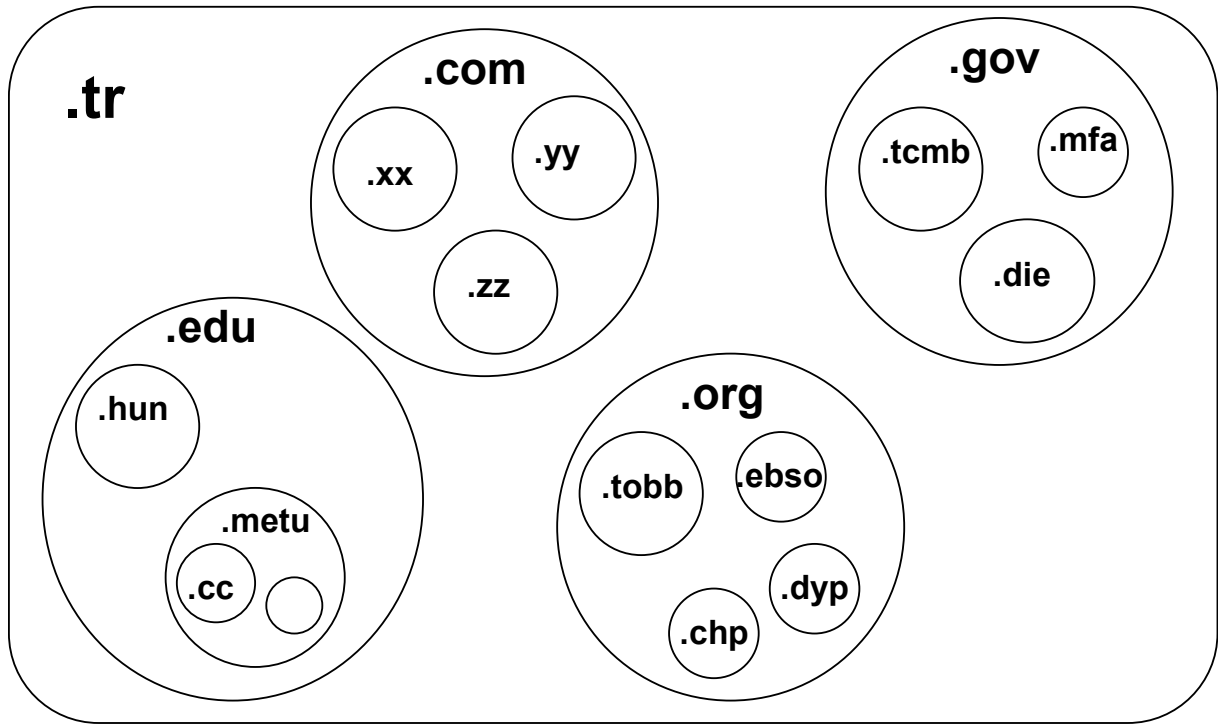 .tr
.com
.xx
.yy
.zz
.gov
.tcmb
.mfa
.die
.edu
.hun
.metu
.cc
.org
.tobb
.ebso
.dyp
.chp